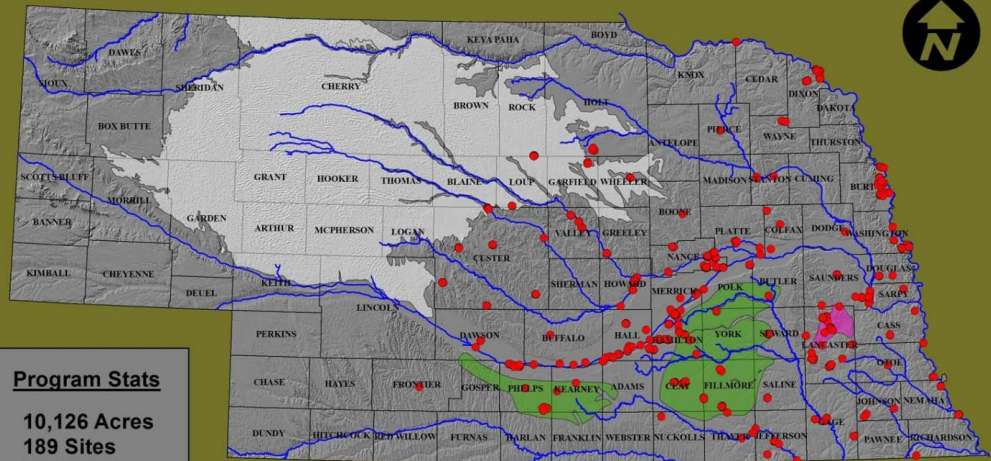 N
KEYA PAHA
BOYD
DAWES
SIOUX
SHERIDAN
CHERRY
BROWN
ROCK
HOLT
KNOX
CEDAR
DIXON
DAKOTA
BOX BUTTE
ANTELOPE
PIERCE
WAYNE
THURSTON
SCOTTS BLUFF
MORRILL
GRANT
HOOKER
THOMAS
BLAINE
LOUP
GARFIELD
WHEELER
MADISON
STANTON
CUMING
BURT
BANNER
GARDEN
ARTHUR
MCPHERSON
LOGAN
CUSTER
VALLEY
GREELEY
BOONE
PLATTE
COLFAX
DODGE
WASHINGTON
NANCE
KIMBALL
CHEYENNE
DEUEL
KEITH
LINCOLN
SHERMAN
HOWARD
MERRICK
POLK
BUTLER
SAUNDERS
DOUGLAS
SARPY
PERKINS
DAWSON
BUFFALO
HALL
HAMILTON
YORK
SEWARD
LANCASTER
CASS
OTOE
Program Stats
10,126 Acres
189 Sites
CHASE
HAYES
FRONTIER
GOSPER
PHELPS
KEARNEY
ADAMS
CLAY
FILLMORE
SALINE
JOHNSON
NEMAHA
DUNDY
HITCHCOCK
RED WILLOW
FURNAS
HARLAN
FRANKLIN
WEBSTER
NUCKOLLS
THAYER
JEFFERSON
GAGE
PAWNEE
RICHARDSON